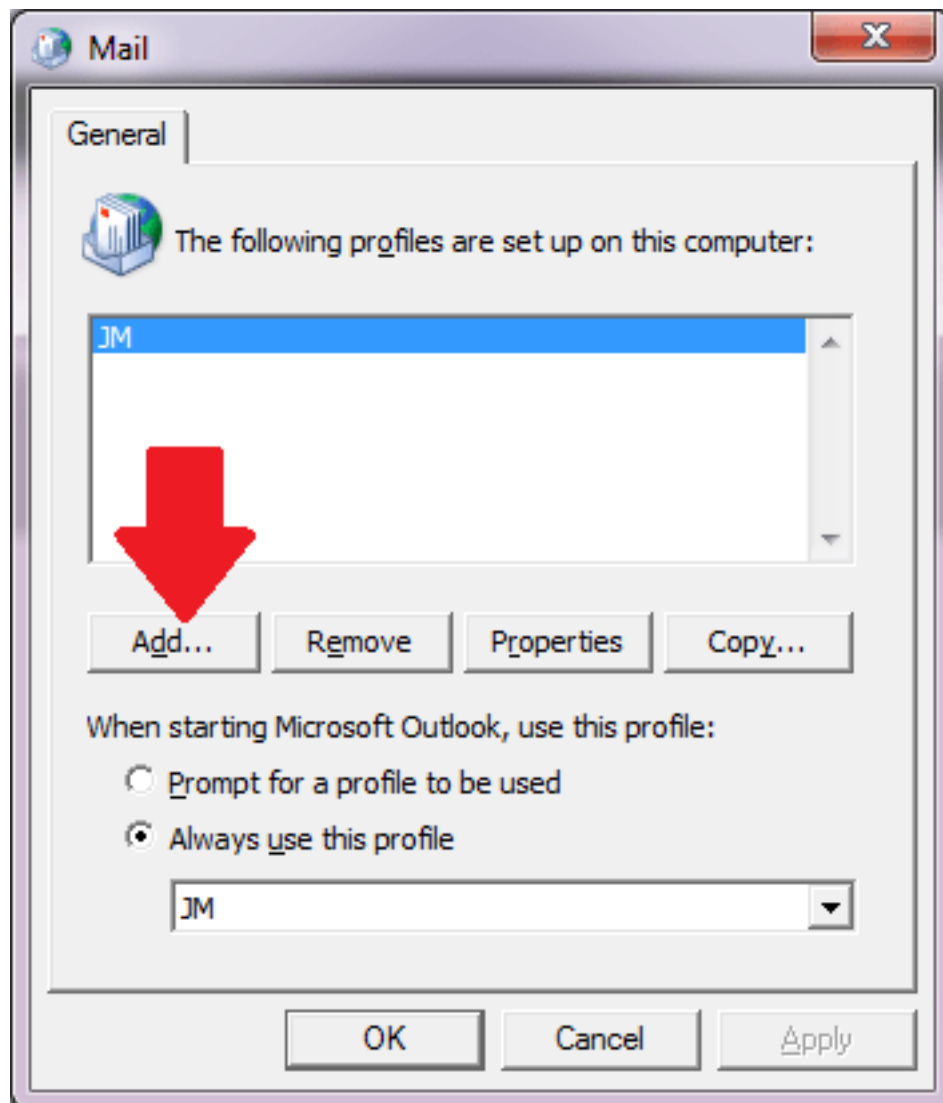 Mail
General
The following profiles are set up on this computer:
JM
Add... Remove Properties Copy...
When starting Microsoft Outlook, use this profile:
Prompt for a profile to be used
Always use this profile
JM
OK Cancel Apply